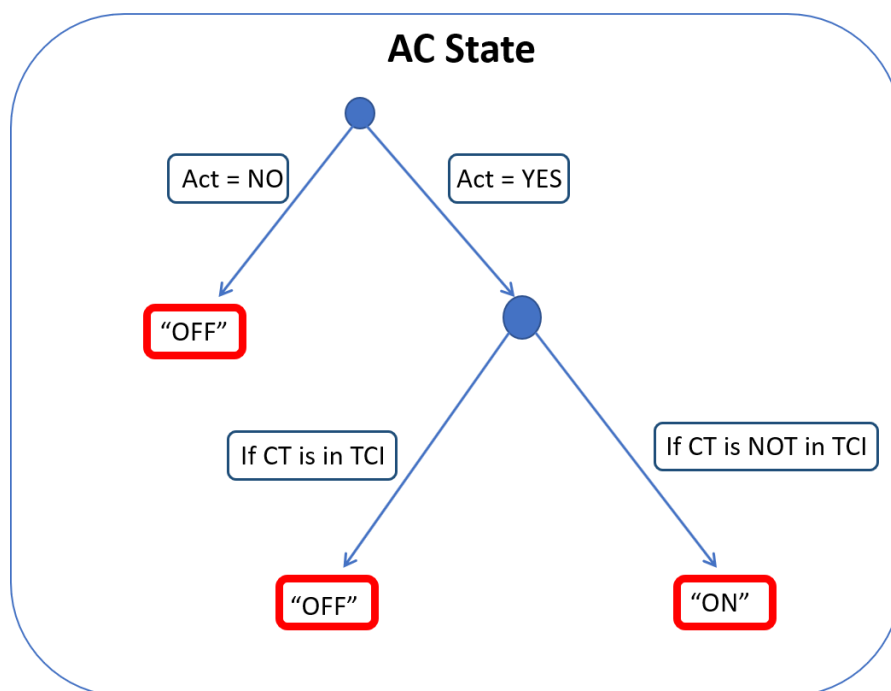 AC State
Act = NO
Act = YES
“OFF”
If CT is in TCI
If CT is NOT in TCI
“OFF”
“ON”